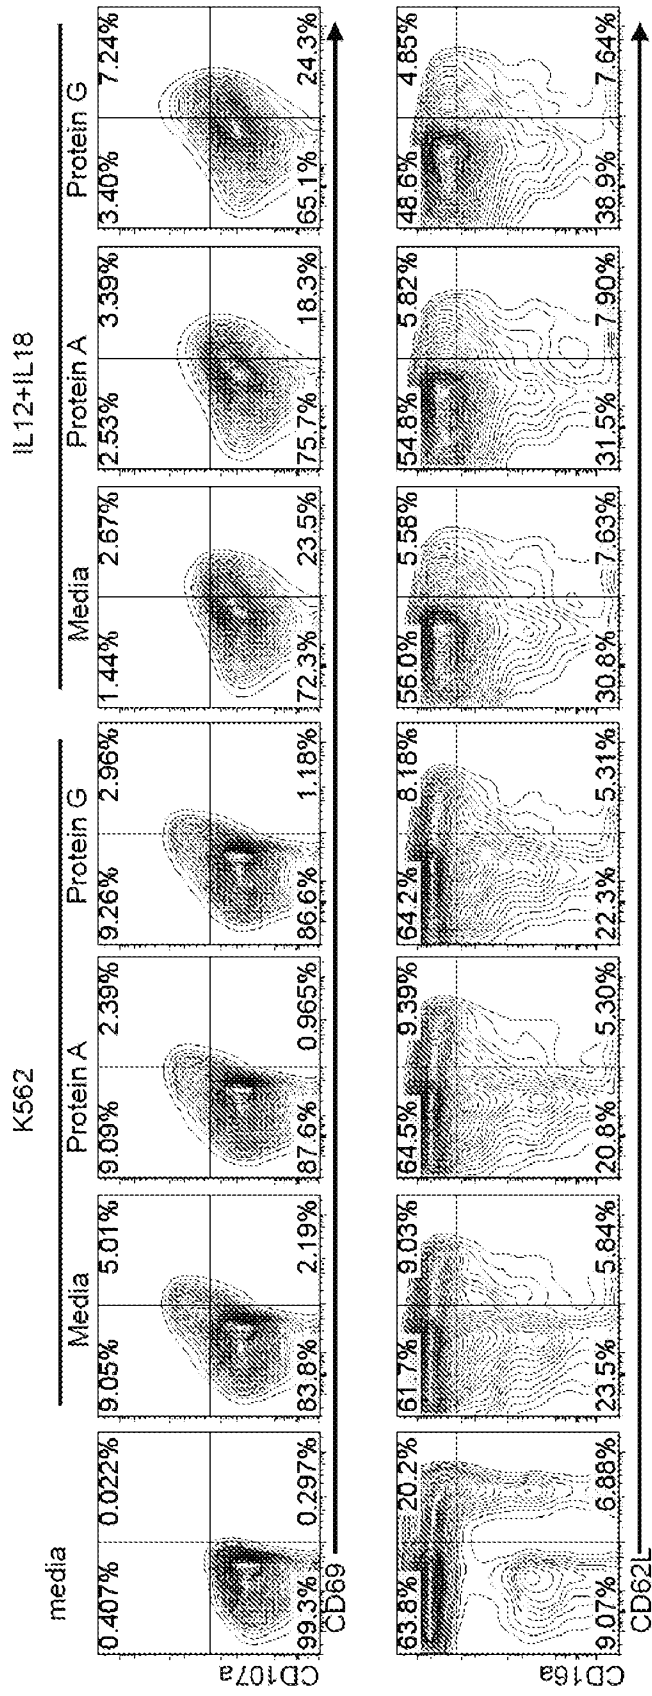 media
K562
IL12+IL18
Media
Protein A
Protein G
Media
Protein A
Protein G
0.407% 0.022%
99.3% 0.297%
9.05% 5.01%
83.8% 2.19%
9.09% 2.39%
87.6% 0.965%
9.26% 2.96%
86.6% 1.18%
1.44% 2.67%
72.3% 23.5%
2.53% 3.39%
75.7% 18.3%
3.40% 7.24%
65.1% 24.3%
CD107a
CD69
63.8% 20.2%
9.07% 6.88%
61.7% 9.03%
23.5% 5.84%
64.5% 9.39%
20.8% 5.30%
64.2% 8.18%
22.3% 5.31%
56.0% 5.58%
30.8% 7.63%
54.8% 5.82%
31.5% 7.90%
48.6% 4.85%
38.9% 7.64%
CD16a
CD62L